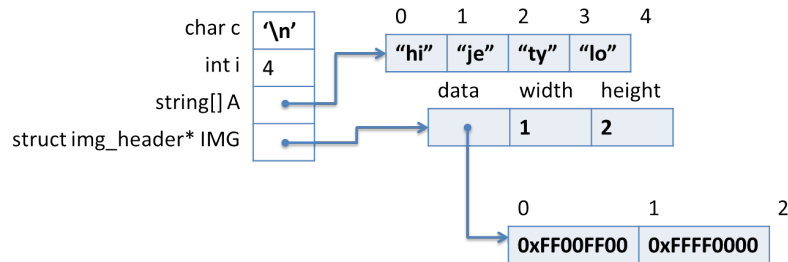 0 1 2 3 4
char c ‘\n’
“hi” “je” “ty” “lo”
int i 4
data width height
string[] A
1 2
struct img_header* IMG
0 1 2
0xFF00FF00 0xFFFF0000